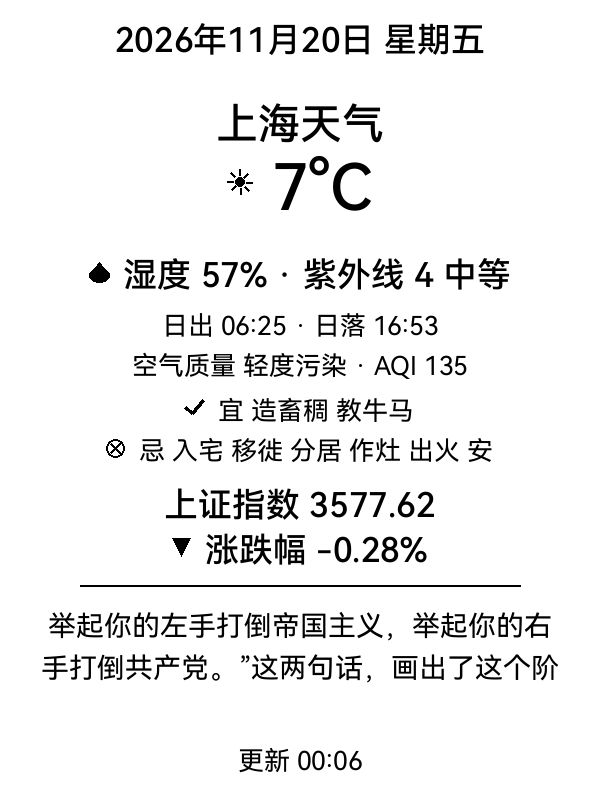 2026年11月20日 星期五
上海天气
7°C
湿度 57% · 紫外线 4 中等
日出 06:25 · 日落 16:53
空气质量 轻度污染 · AQI 135
宜 造畜稠 教牛马
忌 入宅 移徙 分居 作灶 出火 安
上证指数 3577.62
▼ 涨跌幅 -0.28%
举起你的左手打倒帝国主义，举起你的右
手打倒共产党。”这两句话，画出了这个阶
更新 00:06